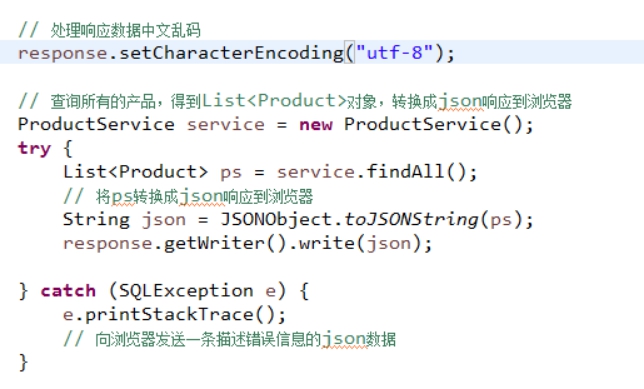 // 处理响应数据中文乱码
response.setCharacterEncoding("utf-8");
// 查询所有的产品，得到List<Product>对象，转换成json响应到浏览器
ProductService service = new ProductService();
try {
List<Product> ps = service.findAll();
// 将ps转换成json响应到浏览器
String json = JSONObject.toJSONString(ps);
response.getWriter().write(json);
} catch (SQLException e) {
e.printStackTrace();
// 向浏览器发送一条描述错误信息的json数据
}